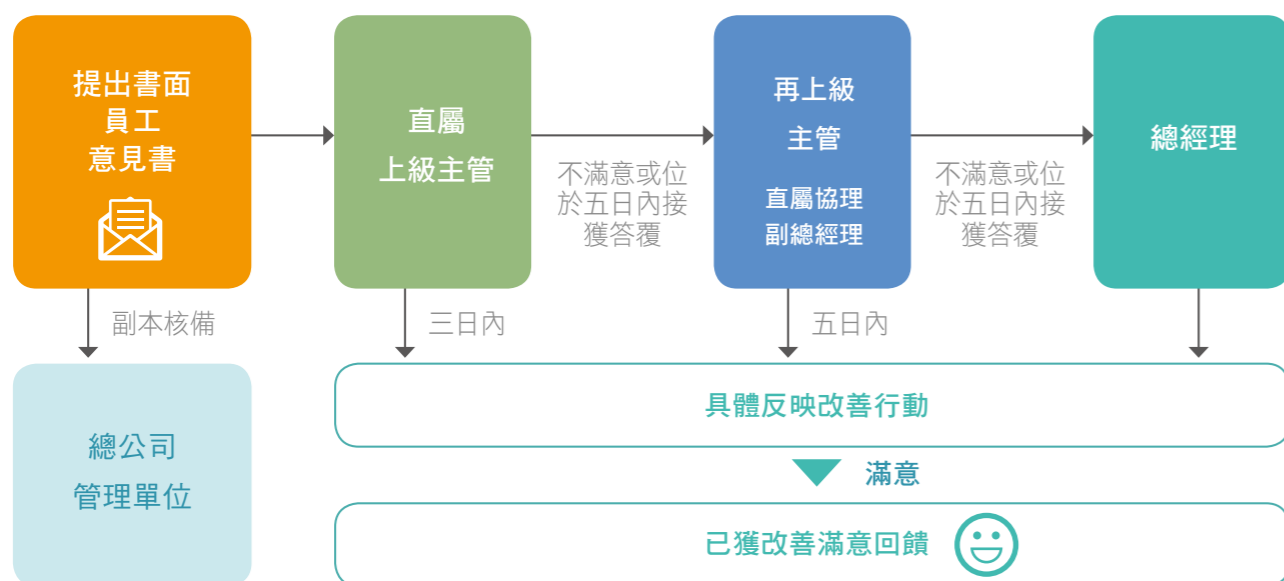 提出書面
員工
意見書
直屬
上級主管
不滿意或位
於五日內接
獲答覆
再上級
主管
直屬協理
副總經理
不滿意或位
於五日內接
獲答覆
總經理
副本核備
三日內
五日內
總公司
管理單位
具體反映改善行動
滿意
已獲改善滿意回饋